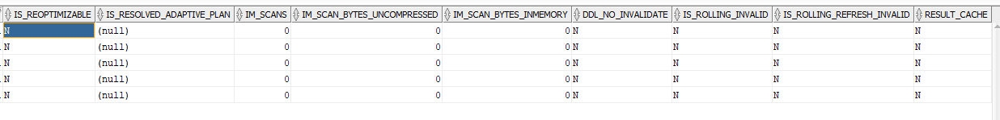 IS_REOPTIMIZABLE IS_RESOLVED_ADAPTIVE_PLAN IM_SCANS IM_SCAN_BYTES_UNCOMPRESSED IM_SCAN_BYTES_INMEMORY DDL_NO_INVALIDATE IS_ROLLING_INVALID IS_ROLLING_REFRESH_INVALID RESULT_CACHE
N (null) 0 0 0 N N N N
N (null) 0 0 0 N N N N
N (null) 0 0 0 N N N N
N (null) 0 0 0 N N N N
N (null) 0 0 0 N N N N